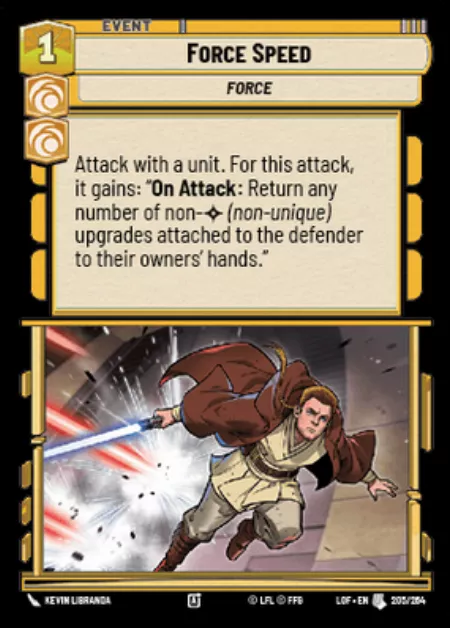 EVENT
1
FORCE SPEED
FORCE
Attack with a unit. For this attack,
it gains: “On Attack: Return any
number of non-⟡ (non-unique)
upgrades attached to the defender
to their owners’ hands.”
KEVIN LIBRANDA
A
© LFL © FFG
LOF • EN
205/264